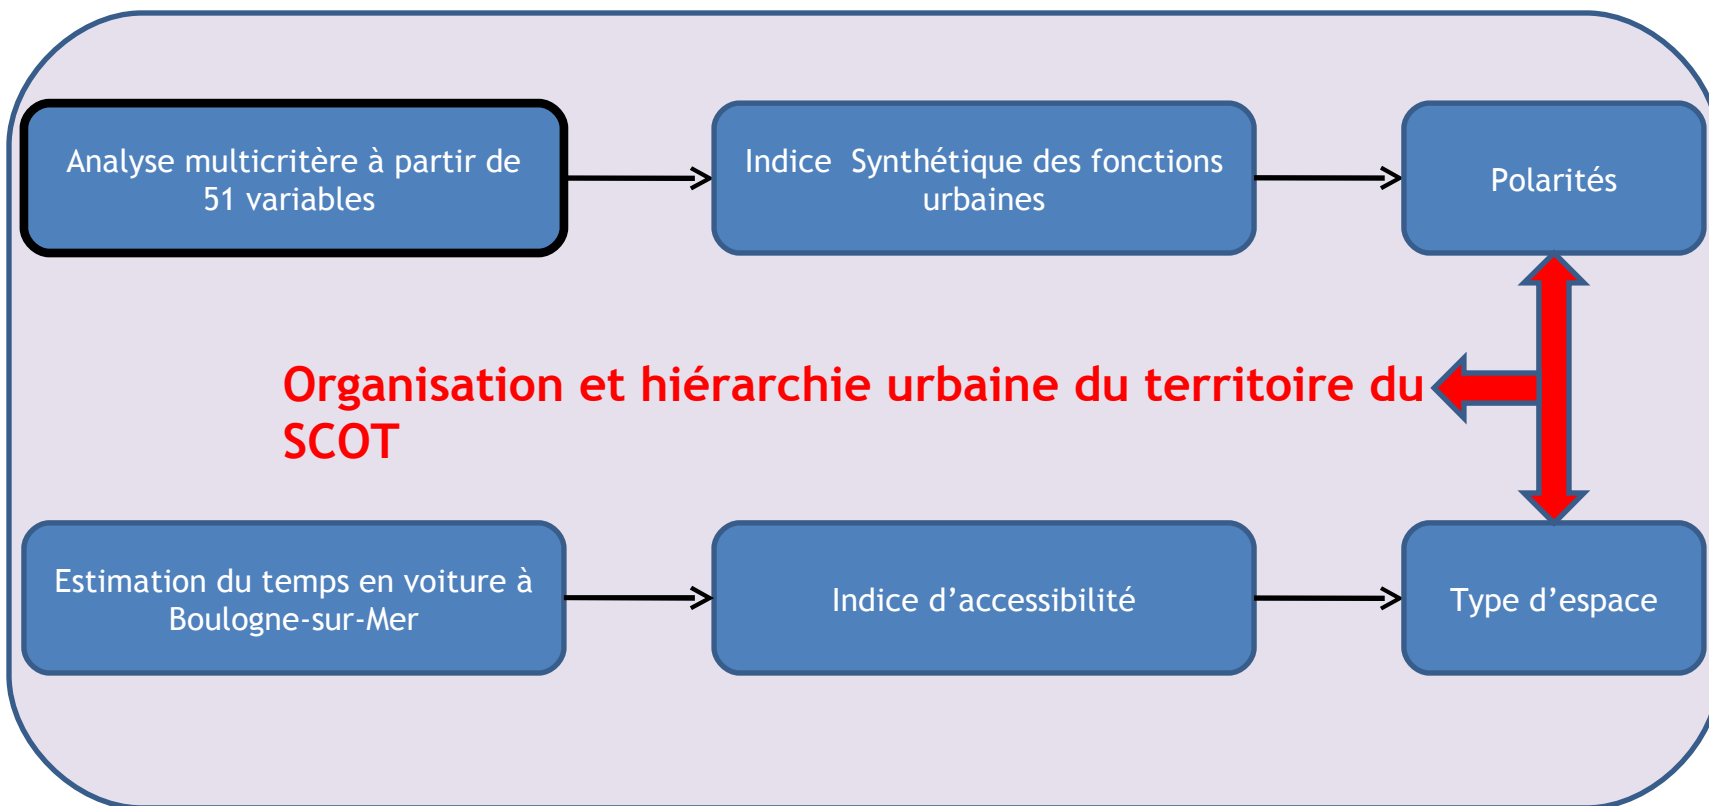 Analyse multicritère à partir de
51 variables
Indice  Synthétique des fonctions
urbaines
Polarités
Organisation et hiérarchie urbaine du territoire du
SCOT
Estimation du temps en voiture à
Boulogne-sur-Mer
Indice d’accessibilité
Type d’espace